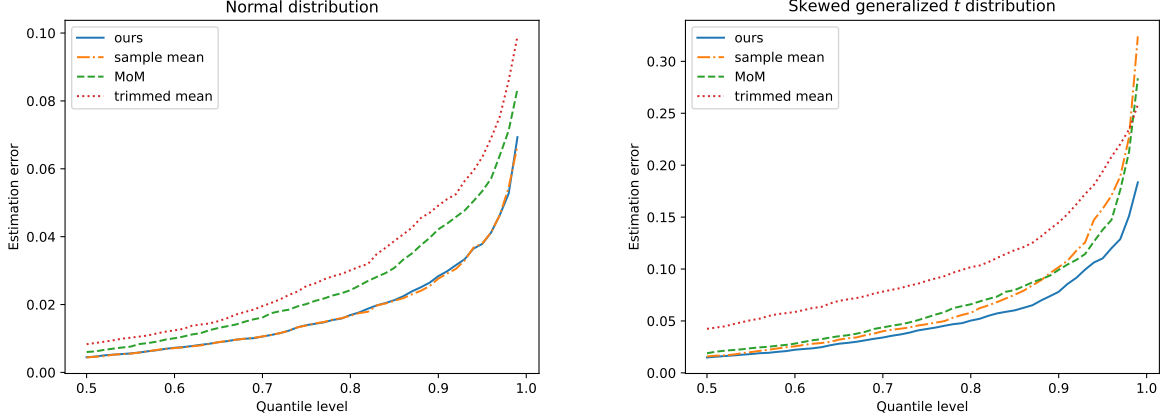 Normal distribution
ours
sample mean
MoM
trimmed mean
0.10
0.08
0.06
0.04
0.02
0.00
Estimation error
0.5 0.6 0.7 0.8 0.9 1.0
Quantile level
Skewed generalized t distribution
ours
sample mean
MoM
trimmed mean
0.30
0.25
0.20
0.15
0.10
0.05
0.00
Estimation error
0.5 0.6 0.7 0.8 0.9 1.0
Quantile level